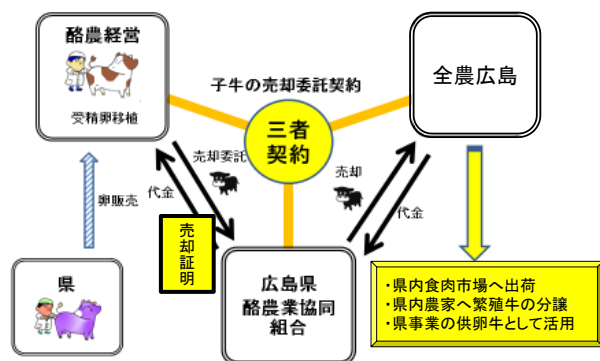 酪農経営
受精卵移植
子牛の売却委託契約
全農広島
三者
契約
売却委託
代金
売却
代金
卵販売
売却証明
県
広島県
酪農業協同
組合
・県内食肉市場へ出荷
・県内農家へ繁殖牛の分譲
・県事業の供卵牛として活用